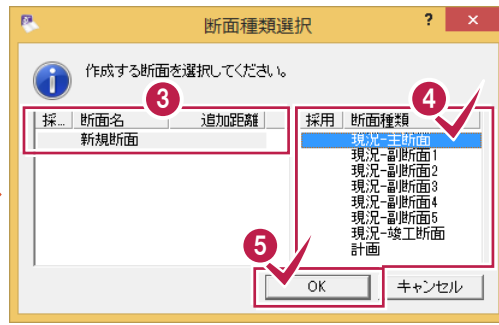 断面種類選択
?
×
作成する断面を選択してください。
3
4
採... 断面名 追加距離
新規断面
採用 断面種類
現況-主断面
現況-副断面1
現況-副断面2
現況-副断面3
現況-副断面4
現況-副断面5
現況-竣工断面
計画
5
OK
キャンセル